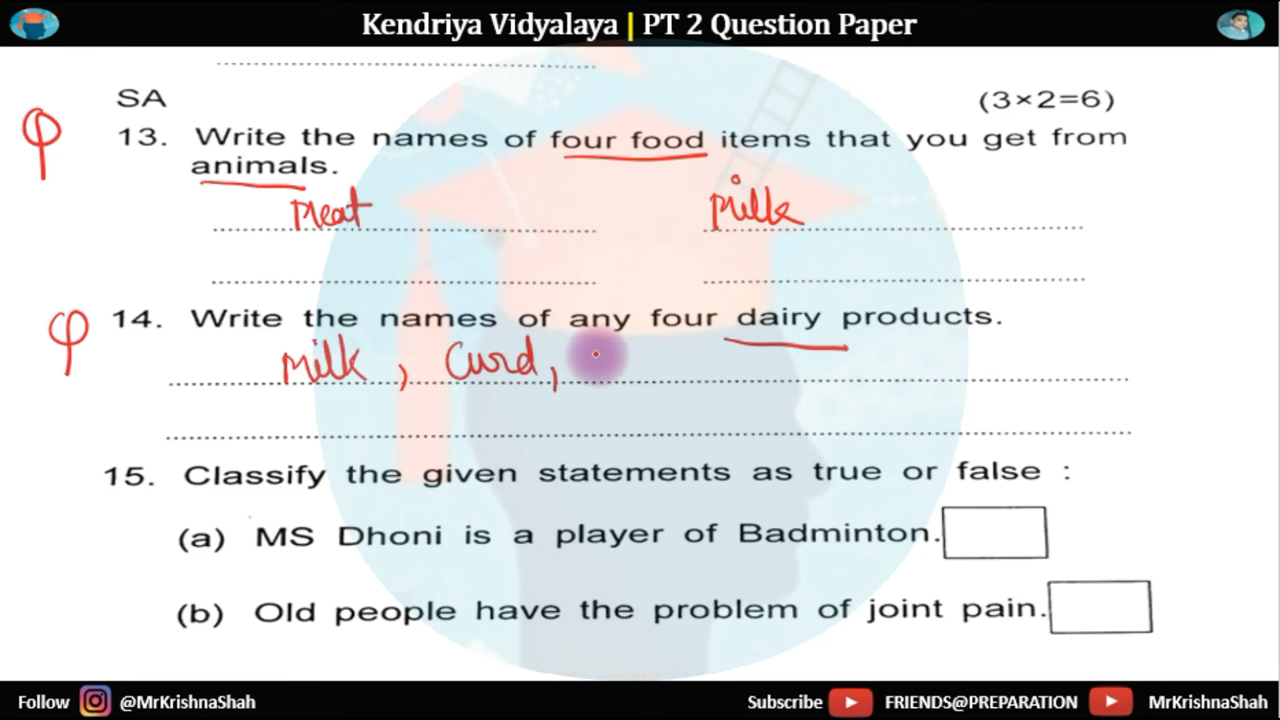 Kendriya Vidyalaya | PT 2 Question Paper
SA (3×2=6)
13. Write the names of four food items that you get from
animals.
Meat Milk
14. Write the names of any four dairy products.
Milk, Curd,
15. Classify the given statements as true or false :
(a) MS Dhoni is a player of Badminton.
(b) Old people have the problem of joint pain.
Follow @MrKrishnaShah Subscribe FRIENDS@PREPARATION MrKrishnaShah